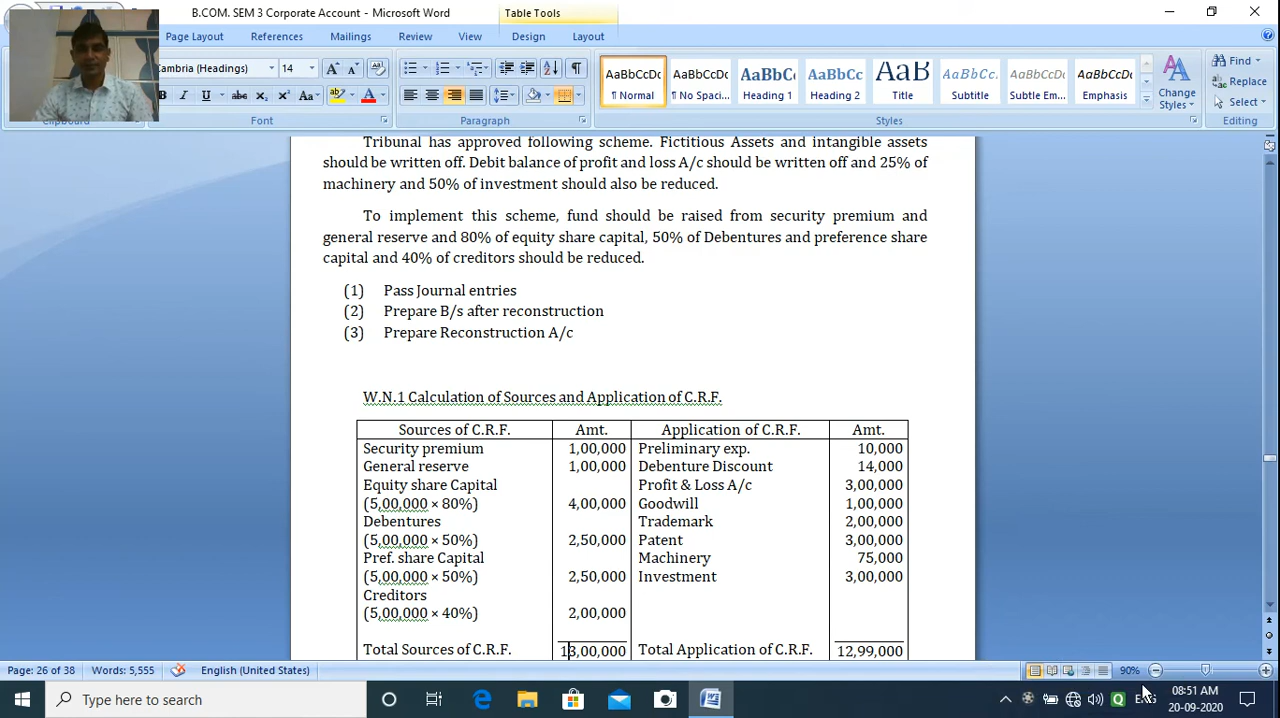 B.COM. SEM 3 Corporate Account - Microsoft Word
Table Tools
Page Layout References Mailings Review View Design Layout
Cambria (Headings) 14
AaBbCcDc AaBbCcDc AaBbC( AaBbCc AaB AaBbCc. AaBbCcDc AaBbCcDc
¶ Normal ¶ No Spaci... Heading 1 Heading 2 Title Subtitle Subtle Em... Emphasis
Change Styles
Find
Replace
Select
Font Paragraph Styles Editing
Tribunal has approved following scheme. Fictitious Assets and intangible assets
should be written off. Debit balance of profit and loss A/c should be written off and 25% of
machinery and 50% of investment should also be reduced.
To implement this scheme, fund should be raised from security premium and
general reserve and 80% of equity share capital, 50% of Debentures and preference share
capital and 40% of creditors should be reduced.
(1) Pass Journal entries
(2) Prepare B/s after reconstruction
(3) Prepare Reconstruction A/c
W.N.1 Calculation of Sources and Application of C.R.F.
Sources of C.R.F. Amt. Application of C.R.F. Amt.
Security premium 1,00,000 Preliminary exp. 10,000
General reserve 1,00,000 Debenture Discount 14,000
Equity share Capital Profit & Loss A/c 3,00,000
(5,00,000 × 80%) 4,00,000 Goodwill 1,00,000
Debentures Trademark 2,00,000
(5,00,000 × 50%) 2,50,000 Patent 3,00,000
Pref. share Capital Machinery 75,000
(5,00,000 × 50%) 2,50,000 Investment 3,00,000
Creditors
(5,00,000 × 40%) 2,00,000
Total Sources of C.R.F. 13,00,000 Total Application of C.R.F. 12,99,000
Page: 26 of 38 Words: 5,555 English (United States) 90%
Type here to search
08:51 AM
20-09-2020